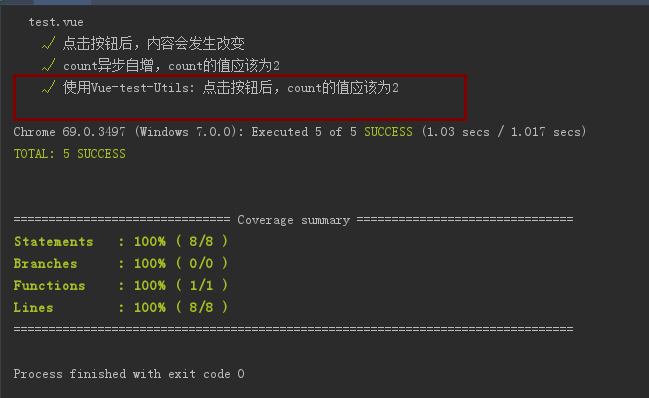 test.vue
✓ 点击按钮后，内容会发生改变
✓ count异步自增，count的值应该为2
✓ 使用Vue-test-Utils: 点击按钮后，count的值应该为2
Chrome 69.0.3497 (Windows 7.0.0): Executed 5 of 5 SUCCESS (1.03 secs / 1.017 secs)
TOTAL: 5 SUCCESS
=============================== Coverage summary ===============================
Statements   : 100% ( 8/8 )
Branches     : 100% ( 0/0 )
Functions    : 100% ( 1/1 )
Lines        : 100% ( 8/8 )
================================================================================
Process finished with exit code 0